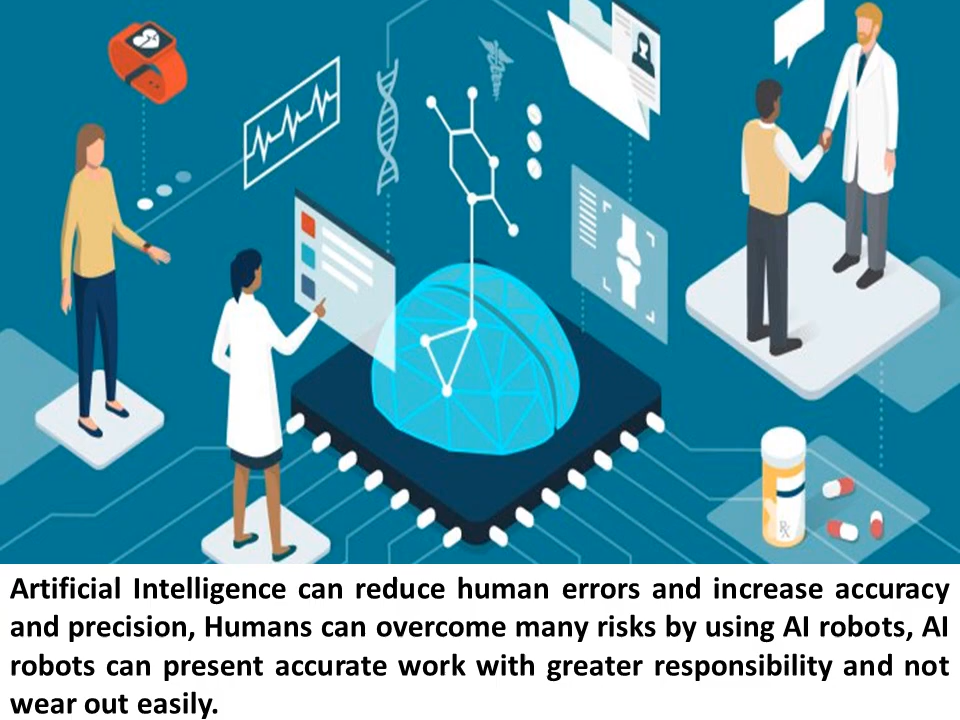 Rx
Artificial Intelligence can reduce human errors and increase accuracy
and precision, Humans can overcome many risks by using AI robots, AI
robots can present accurate work with greater responsibility and not
wear out easily.